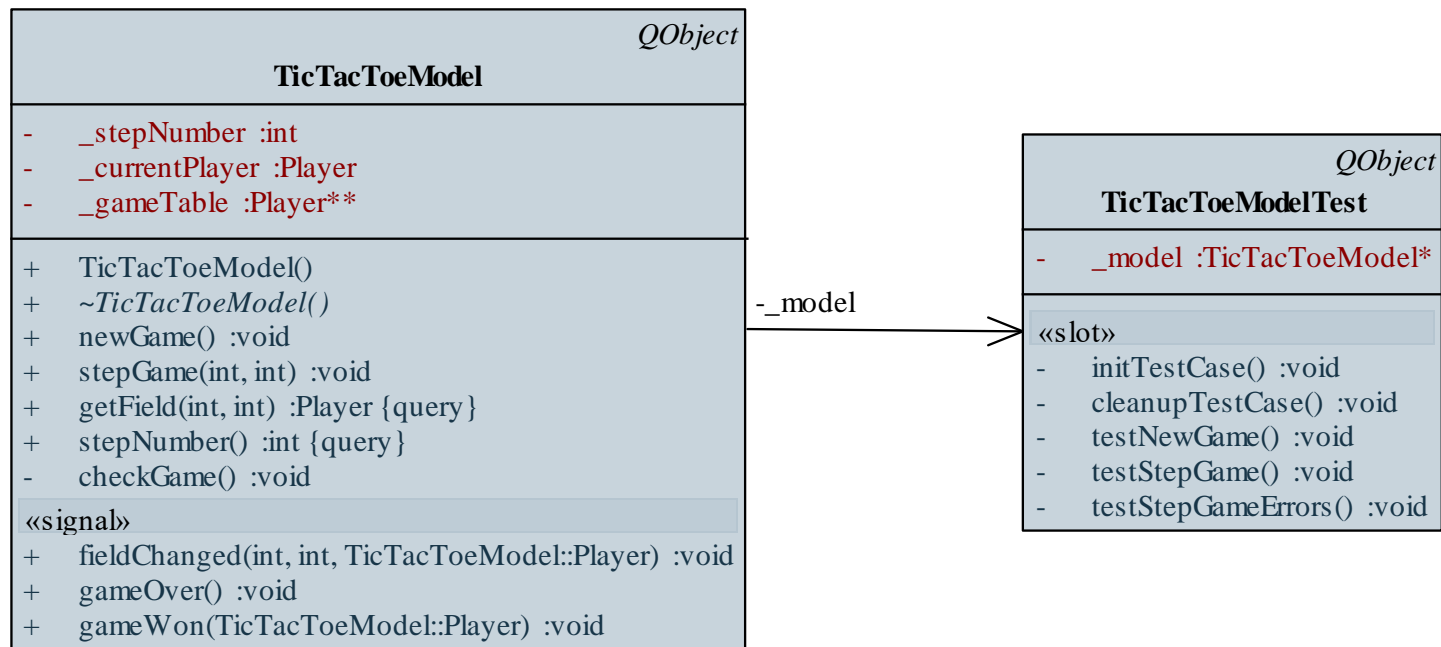 QObject
TicTacToeModel
- _stepNumber :int
- _currentPlayer :Player
- _gameTable :Player**
+ TicTacToeModel()
+ ~TicTacToeModel()
+ newGame() :void
+ stepGame(int, int) :void
+ getField(int, int) :Player {query}
+ stepNumber() :int {query}
- checkGame() :void
«signal»
+ fieldChanged(int, int, TicTacToeModel::Player) :void
+ gameOver() :void
+ gameWon(TicTacToeModel::Player) :void
-_model
QObject
TicTacToeModelTest
- _model :TicTacToeModel*
«slot»
- initTestCase() :void
- cleanupTestCase() :void
- testNewGame() :void
- testStepGame() :void
- testStepGameErrors() :void